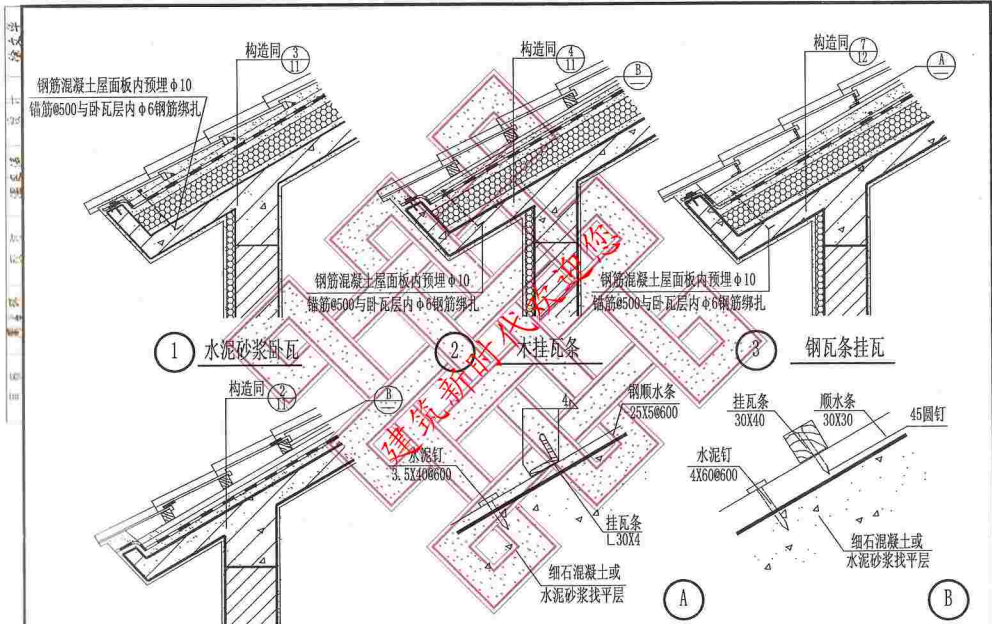 构造同 3/11
钢筋混凝土屋面板内预埋φ10
锚筋@500与卧瓦层内φ6钢筋绑扎
1 水泥砂浆卧瓦
构造同 4/11
B
钢筋混凝土屋面板内预埋φ10
锚筋@500与卧瓦层内φ6钢筋绑扎
2 木挂瓦条
构造同 7/12
A
钢筋混凝土屋面板内预埋φ10
锚筋@500与卧瓦层内φ6钢筋绑扎
3 钢瓦条挂瓦
建筑新时代欢迎您
构造同 2/11
B
钢顺水条
25X5@600
水泥钉
3.5X40@600
挂瓦条
L30X4
细石混凝土或
水泥砂浆找平层
A
挂瓦条
30X40
顺水条
30X30
45圆钉
水泥钉
4X60@600
细石混凝土或
水泥砂浆找平层
B